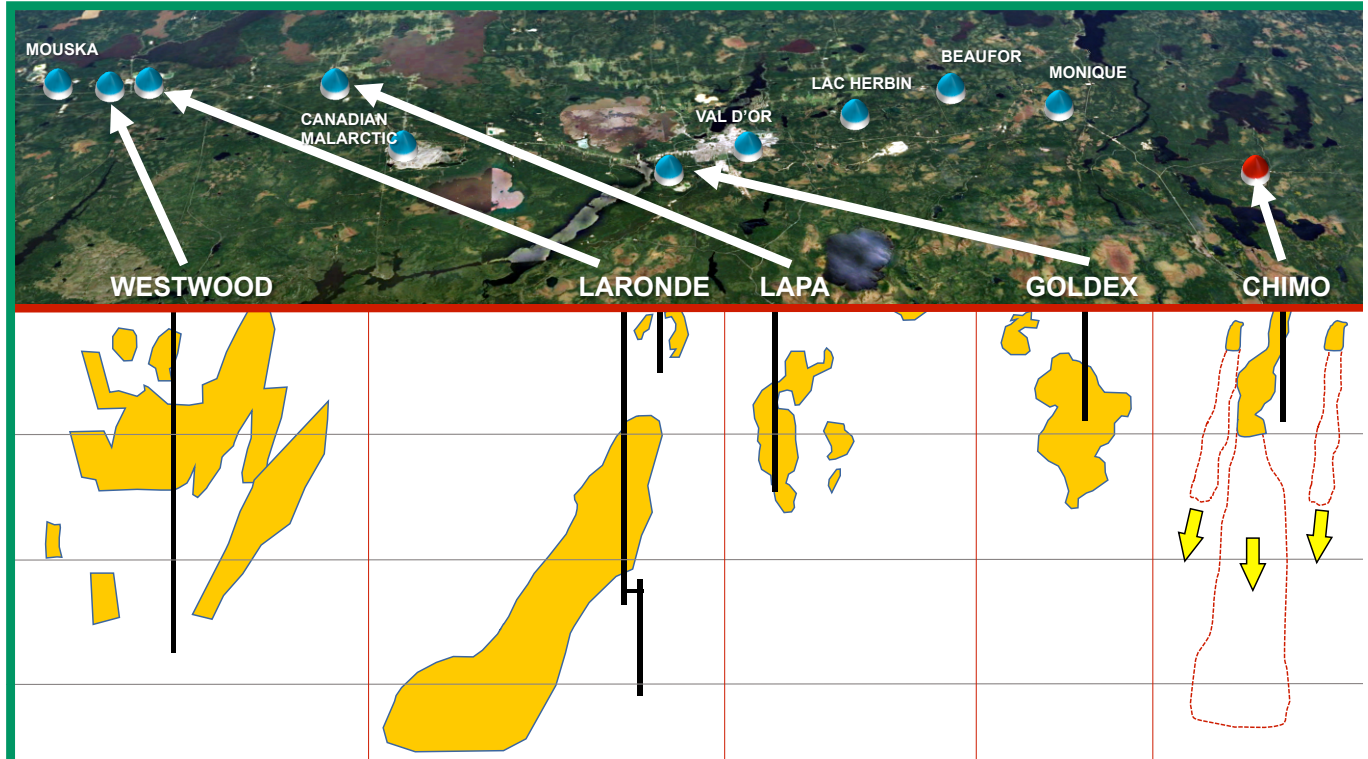 MOUSKA
CANADIAN
MALARCTIC
VAL D'OR
LAC HERBIN
BEAUFOR
MONIQUE
WESTWOOD
LARONDE
LAPA
GOLDEX
CHIMO